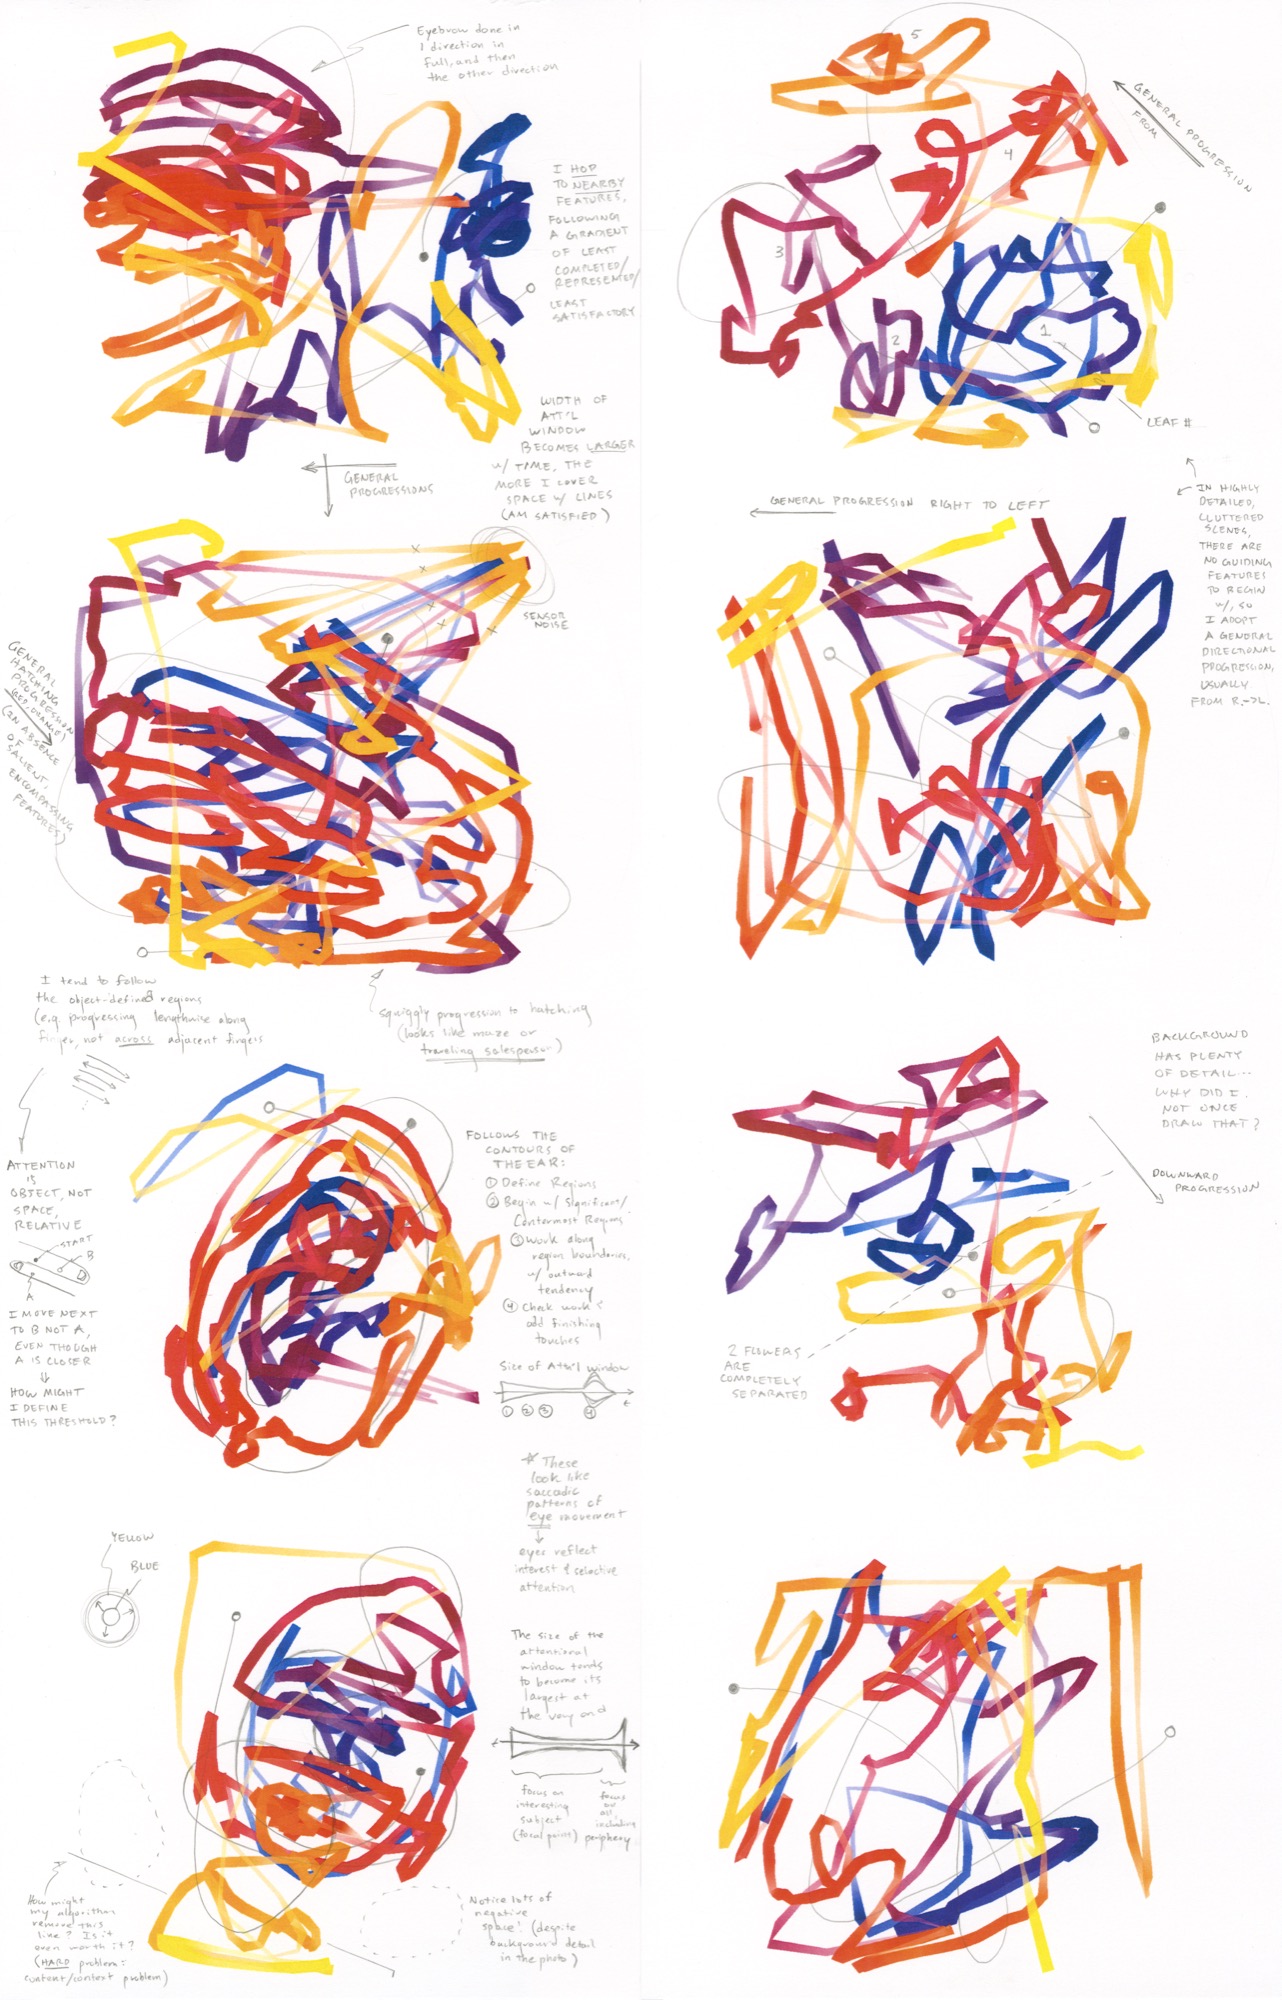 Eyebrow done in
1 direction in
full, and then
the other direction
I HOP
TO NEARBY
FEATURES,
FOLLOWING
A GRADIENT
OF LEAST
COMPLETED/
REPRESENTED/
LEAST
SATISFACTORY
WIDTH OF
ATT'L
WINDOW
BECOMES LARGER
w/ TIME, THE
MORE I COVER
SPACE w/ LINES
(AM SATISFIED)
GENERAL
PROGRESSIONS
5
4
3
2
1
GENERAL PROGRESSION
FROM
LEAF #
GENERAL PROGRESSION RIGHT TO LEFT
IN HIGHLY
DETAILED,
CLUTTERED
SCENES,
THERE ARE
NO GUIDING
FEATURES
TO BEGIN
w/, SO
I ADOPT
A GENERAL
DIRECTIONAL
PROGRESSION,
USUALLY
FROM R.->L.
SENSOR
NOISE
GENERAL
HATCHING
PROGRESSION
(RED-ORANGE)
(IN ABSENCE
OF
SALIENT,
ENCOMPASSING
FEATURES)
I tend to follow
the object-defined regions
(e.g. progressing lengthwise along
finger, not across adjacent fingers
squiggly progression to hatching
(looks like maze or
traveling salesperson)
ATTENTION
IS
OBJECT, NOT
SPACE,
RELATIVE
START
B
A
I MOVE NEXT
TO B NOT A,
EVEN THOUGH
A IS CLOSER
HOW MIGHT
I DEFINE
THIS THRESHOLD?
FOLLOWS THE
CONTOURS OF
THE EAR:
① Define Regions
② Begin w/ Significant/
Centermost Regions
③ Work along
region boundaries,
w/ outward
tendency
④ Check work &
add finishing
touches
Size of Att'l Window
① ② ③ ④
BACKGROUND
HAS PLENTY
OF DETAIL...
WHY DID I
NOT ONCE
DRAW THAT?
DOWNWARD
PROGRESSION
2 FLOWERS
ARE
COMPLETELY
SEPARATED
* These
look like
saccadic
patterns of
eye movement
eyes reflect
interest & selective
attention
YELLOW
BLUE
The size of the
attentional
window tends
to become its
largest at
the very end
focus on
interesting
subject
(focal point)
focus
on
all,
including
periphery
How might
my algorithm
remove this
line? Is it
even worth it?
(HARD problem:
content/context problem)
Notice lots of
negative
space! (despite
background detail
in the photo)